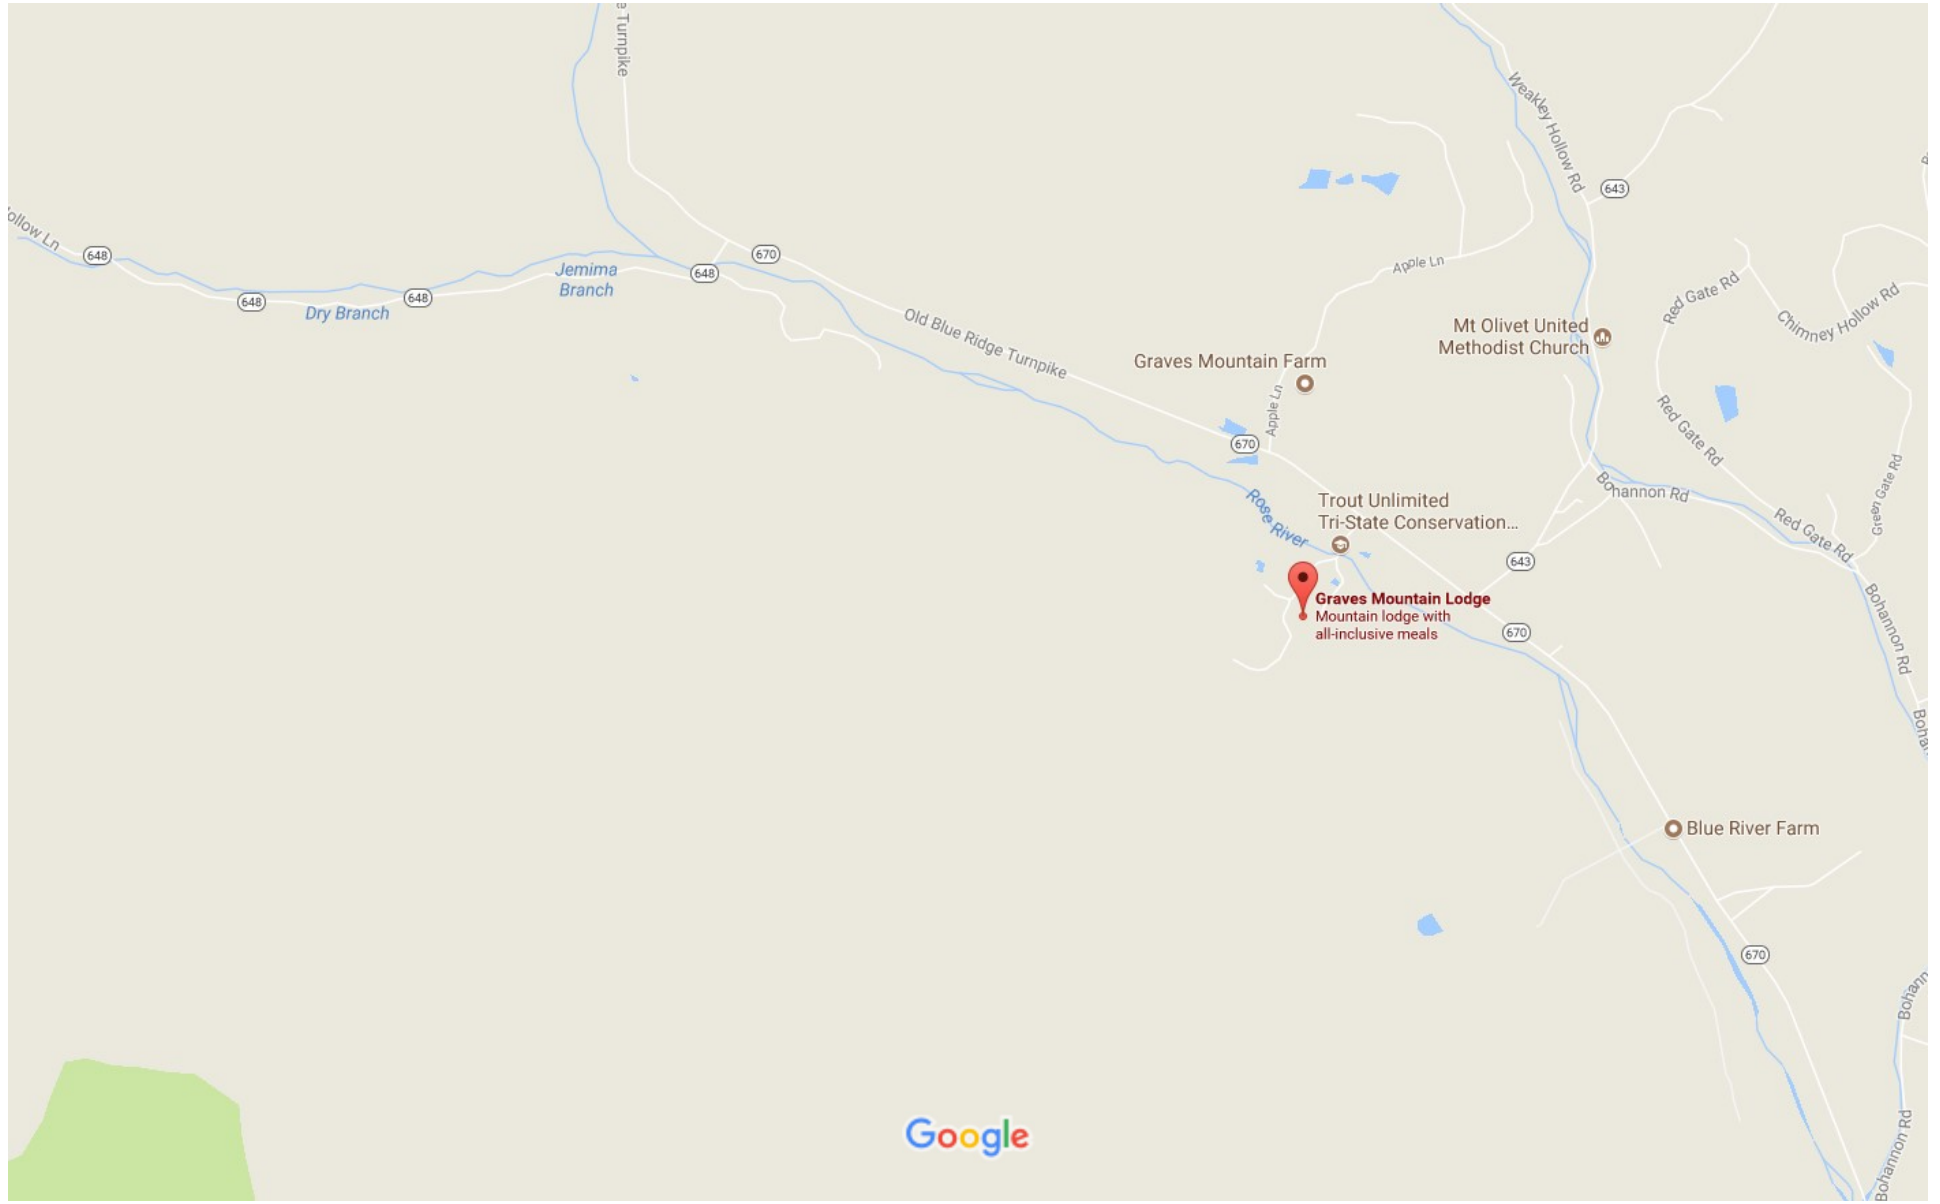 e Turnpike
Weakley Hollow Rd
643
ollow Ln
648
670
648
Jemima
Branch
648
648
Dry Branch
Apple Ln
Red Gate Rd
Chimney Hollow Rd
Old Blue Ridge Turnpike
Mt Olivet United
Methodist Church
Graves Mountain Farm
Apple Ln
Red Gate Rd
670
Green Gate Rd
Bohannon Rd
Rose River
Trout Unlimited
Tri-State Conservation...
Red Gate Rd
643
Graves Mountain Lodge
Mountain lodge with
all-inclusive meals
670
Bohannon Rd
Bohan
Blue River Farm
670
Bohann
Google
Bohannon Rd